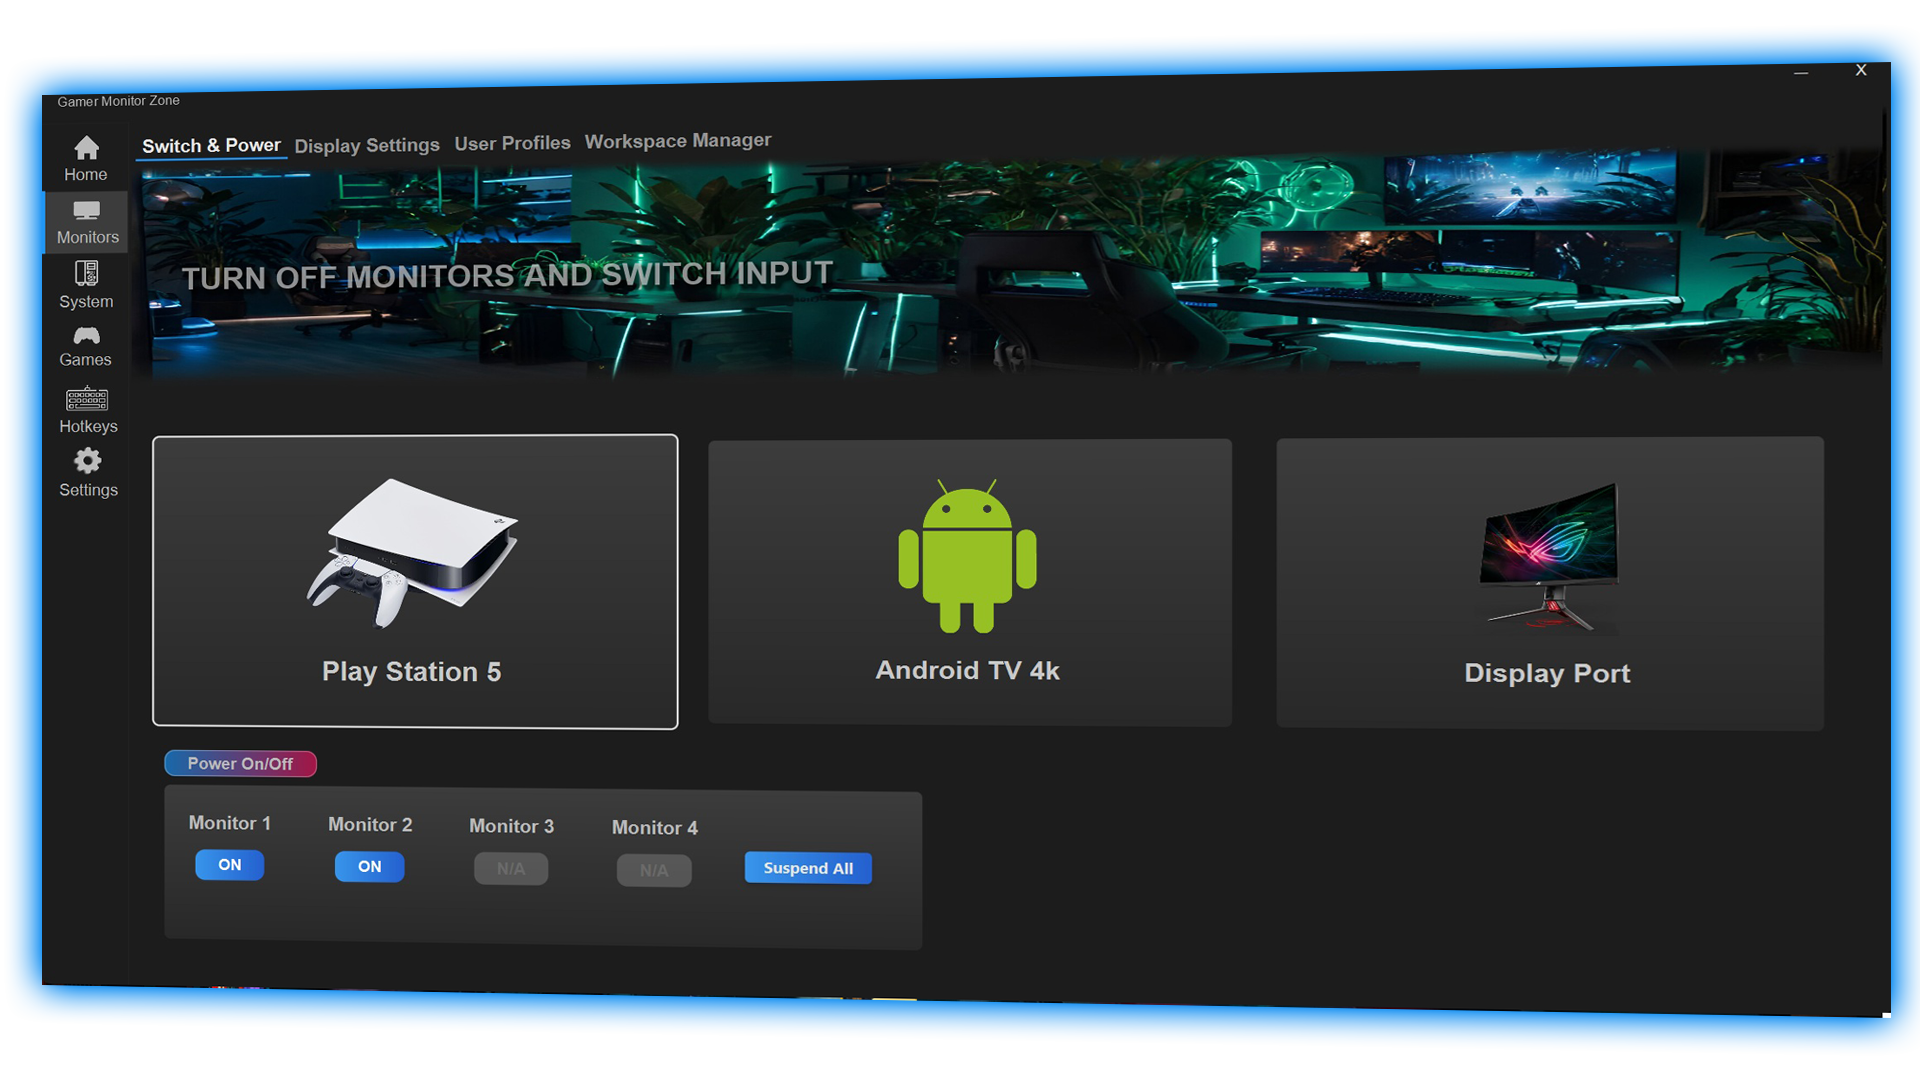 Gamer Monitor Zone
— X
Home
Monitors
System
Games
Hotkeys
Settings
Switch & Power Display Settings User Profiles Workspace Manager
TURN OFF MONITORS AND SWITCH INPUT
Play Station 5
Android TV 4k
Display Port
Power On/Off
Monitor 1 Monitor 2 Monitor 3 Monitor 4
ON ON N/A N/A Suspend All